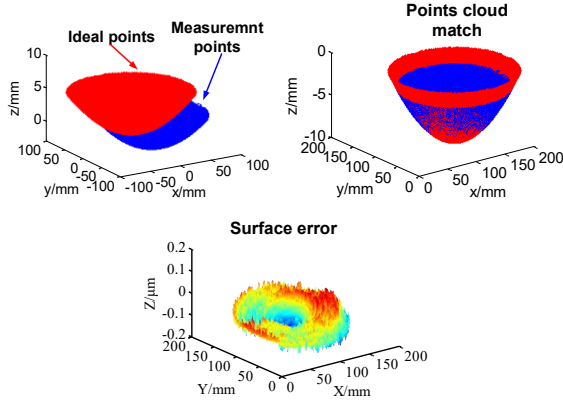 Ideal points
Measuremnt
points
10
5
0
z/mm
100
50
0
-50
-100
y/mm
-100
-50
0
50
100
x/mm
Points cloud
match
0
-5
-10
z/mm
200
150
100
50
0
y/mm
0
50
100
150
200
x/mm
Surface error
0.2
0.1
0
-0.1
-0.2
Z/μm
200
150
100
50
0
Y/mm
0
50
100
150
200
X/mm